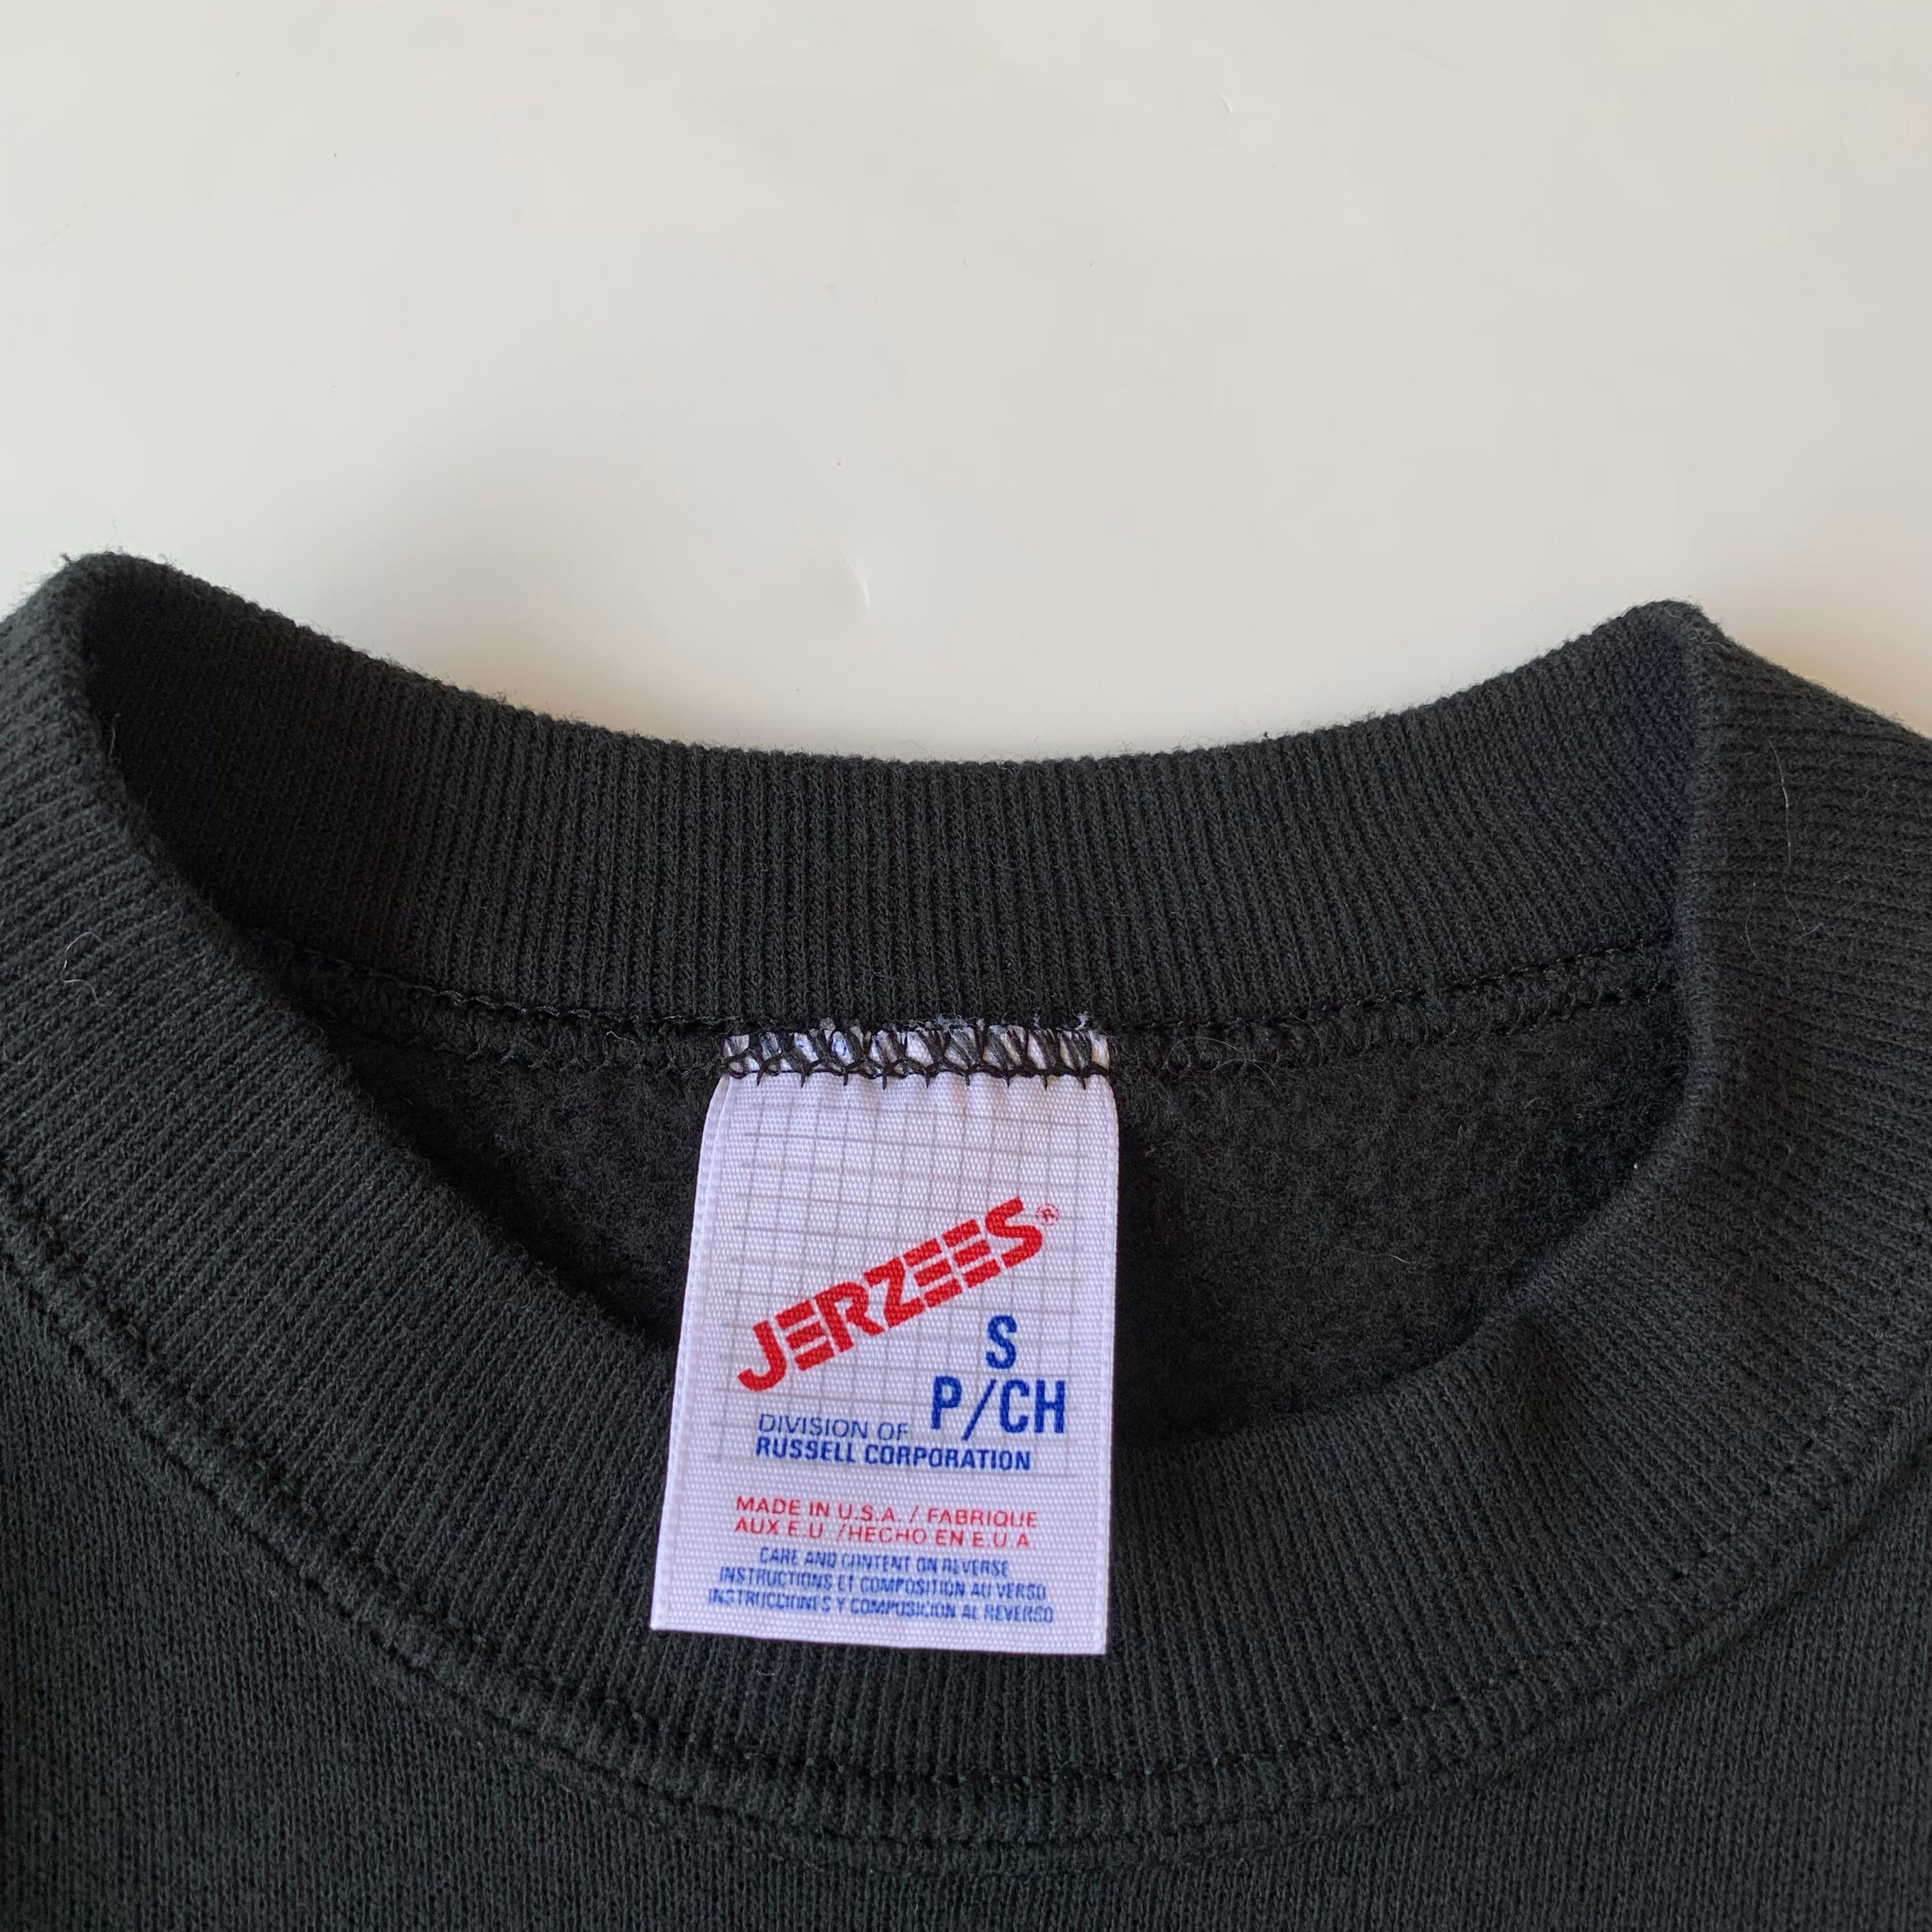 JERZEES®
S
P/CH
DIVISION OF
RUSSELL CORPORATION
MADE IN U.S.A. / FABRIQUE
AUX E.U /HECHO EN E.U.A
CARE AND CONTENT ON REVERSE
INSTRUCTIONS ET COMPOSITION AU VERSO
INSTRUCCIONES Y COMPOSICION AL REVERSO